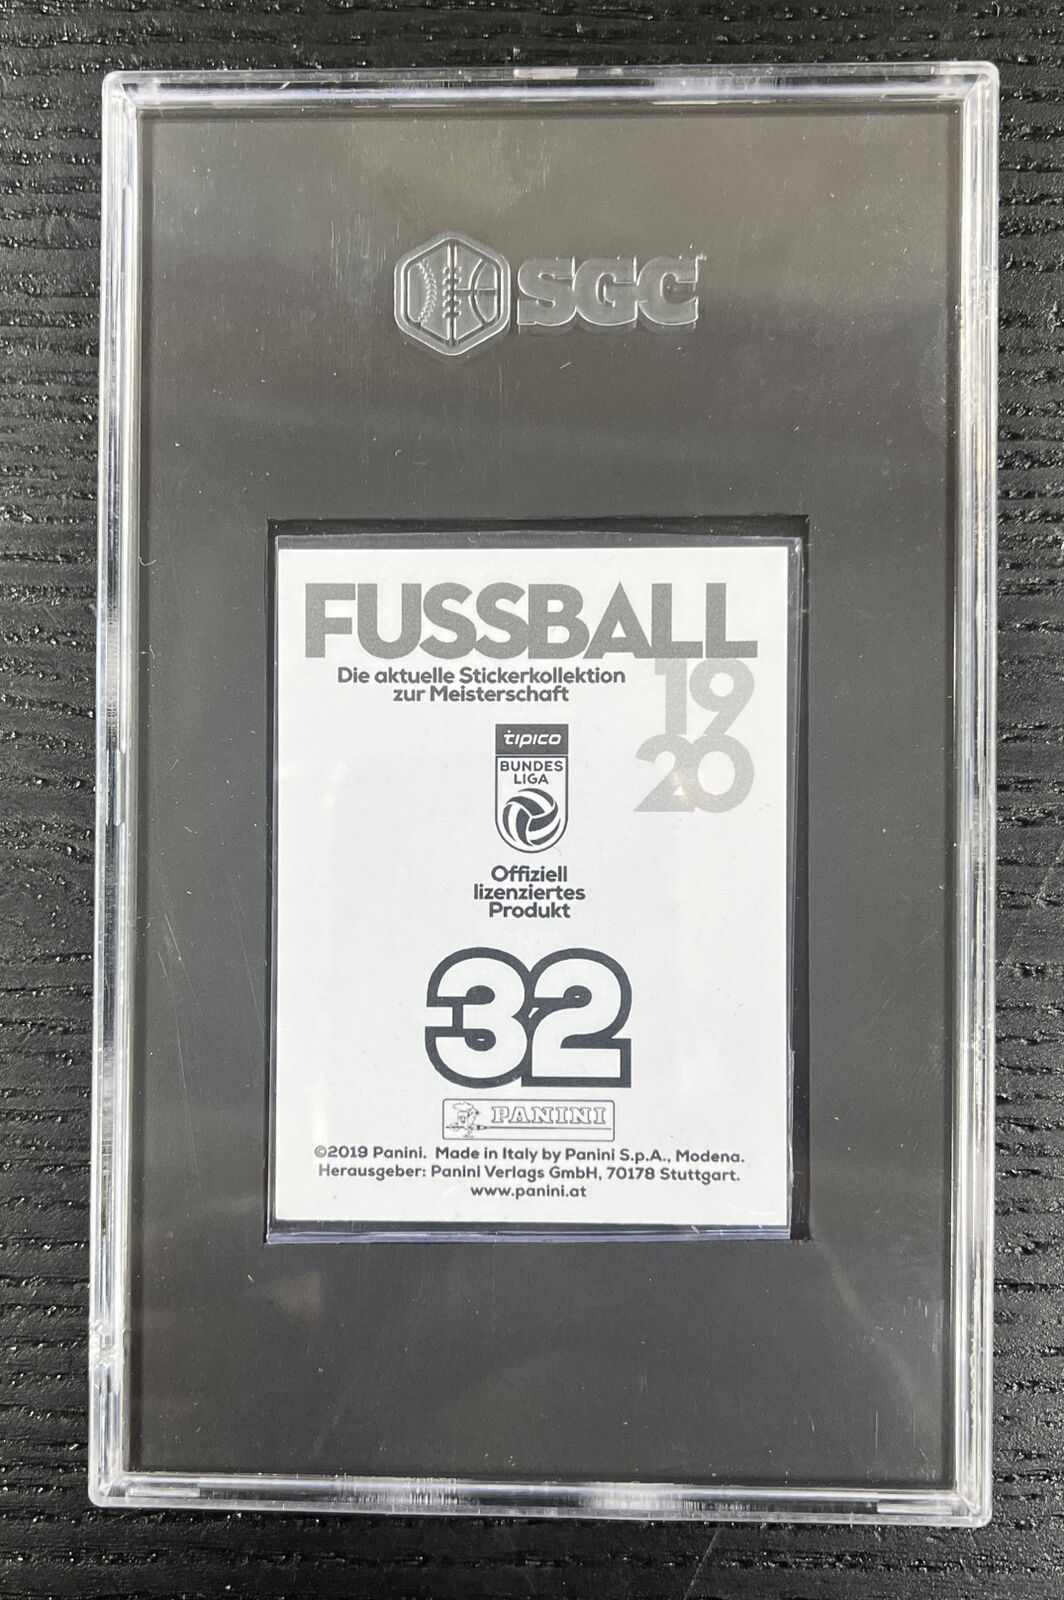 SGC
FUSSBALL
Die aktuelle Stickerkollektion
zur Meisterschaft
19
20
tipico
BUNDES
LIGA
Offiziell
lizenziertes
Produkt
32
PANINI
©2019 Panini. Made in Italy by Panini S.p.A., Modena.
Herausgeber: Panini Verlags GmbH, 70178 Stuttgart.
www.panini.at